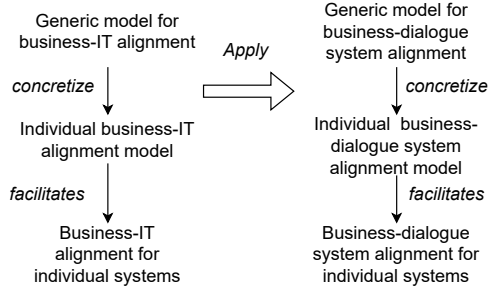 Generic model for
business-IT alignment
concretize
Individual business-IT
alignment model
facilitates
Business-IT
alignment for
individual systems
Apply
Generic model for
business-dialogue
system alignment
concretize
Individual business-
dialogue system
alignment model
facilitates
Business-dialogue
system alignment for
individual systems